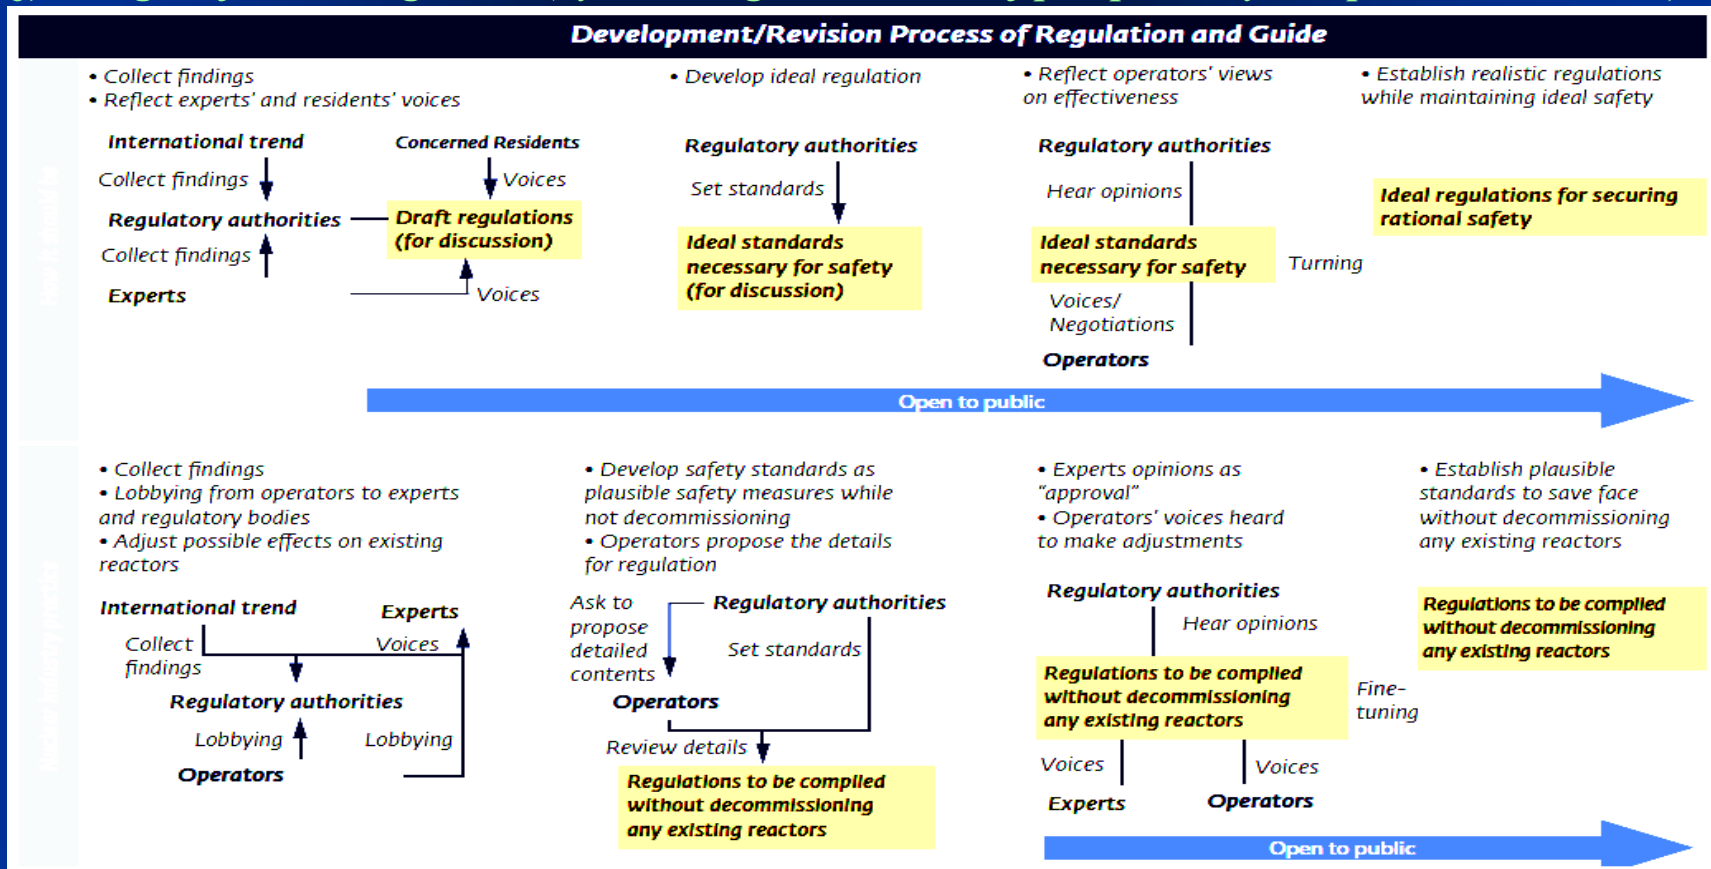 Development/Revision Process of Regulation and Guide
• Collect findings
• Reflect experts' and residents' voices
International trend
Collect findings
Regulatory authorities
Collect findings
Experts
Concerned Residents
Voices
Draft regulations
(for discussion)
Voices
• Develop ideal regulation
Regulatory authorities
Set standards
Ideal standards
necessary for safety
(for discussion)
• Reflect operators' views
on effectiveness
Regulatory authorities
Hear opinions
Ideal standards
necessary for safety
Turning
Voices/
Negotiations
Operators
• Establish realistic regulations
while maintaining ideal safety
Ideal regulations for securing
rational safety
Open to public
• Collect findings
• Lobbying from operators to experts
and regulatory bodies
• Adjust possible effects on existing
reactors
International trend
Experts
Collect
findings
Voices
Regulatory authorities
Lobbying
Lobbying
Operators
• Develop safety standards as
plausible safety measures while
not decommissioning
• Operators propose the details
for regulation
Ask to
propose
detailed
contents
Regulatory authorities
Set standards
Operators
Review details
Regulations to be complied
without decommissioning
any existing reactors
• Experts opinions as
"approval"
• Operators' voices heard
to make adjustments
Regulatory authorities
Hear opinions
Regulations to be complied
without decommissioning
any existing reactors
Fine-
tuning
Voices
Voices
Experts
Operators
• Establish plausible
standards to save face
without decommissioning
any existing reactors
Regulations to be complied
without decommissioning
any existing reactors
Open to public